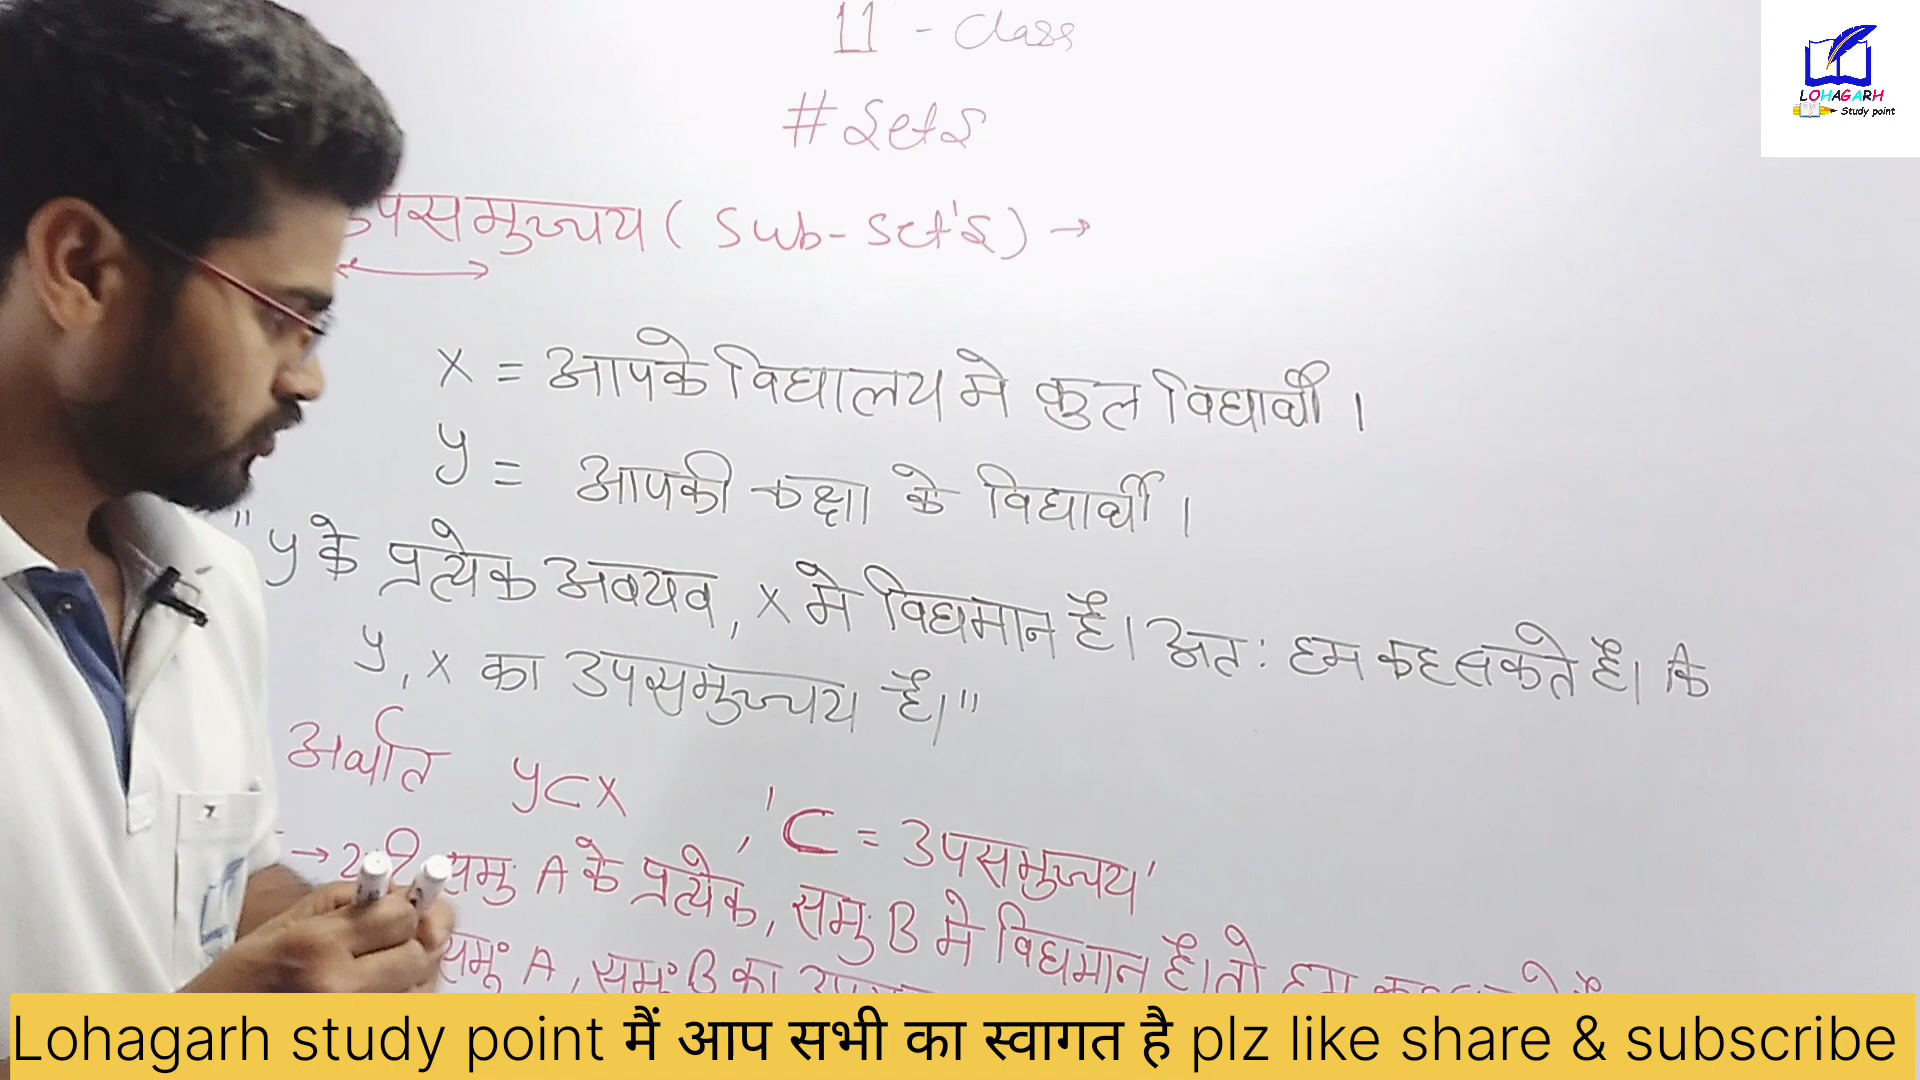 11 - Class
# Sets
LOHAGARH
Study point
उपसमुच्चय ( Sub-Set's ) →
x = आपके विद्यालय मे कुल विद्यार्थी ।
y = आपकी कक्षा के विद्यार्थी ।
"y के प्रत्येक अवयव, x मे विद्यमान है। अतः हम कह सकते है। कि
y, x का उपसमुच्चय है।"
अर्थात y⊂x , '⊂ = उपसमुच्चय'
→ समु: A के प्रत्येक, समु: B मे विद्यमान है। तो हम
समु॰ A, समु॰ B का
Lohagarh study point मैं आप सभी का स्वागत है plz like share & subscribe